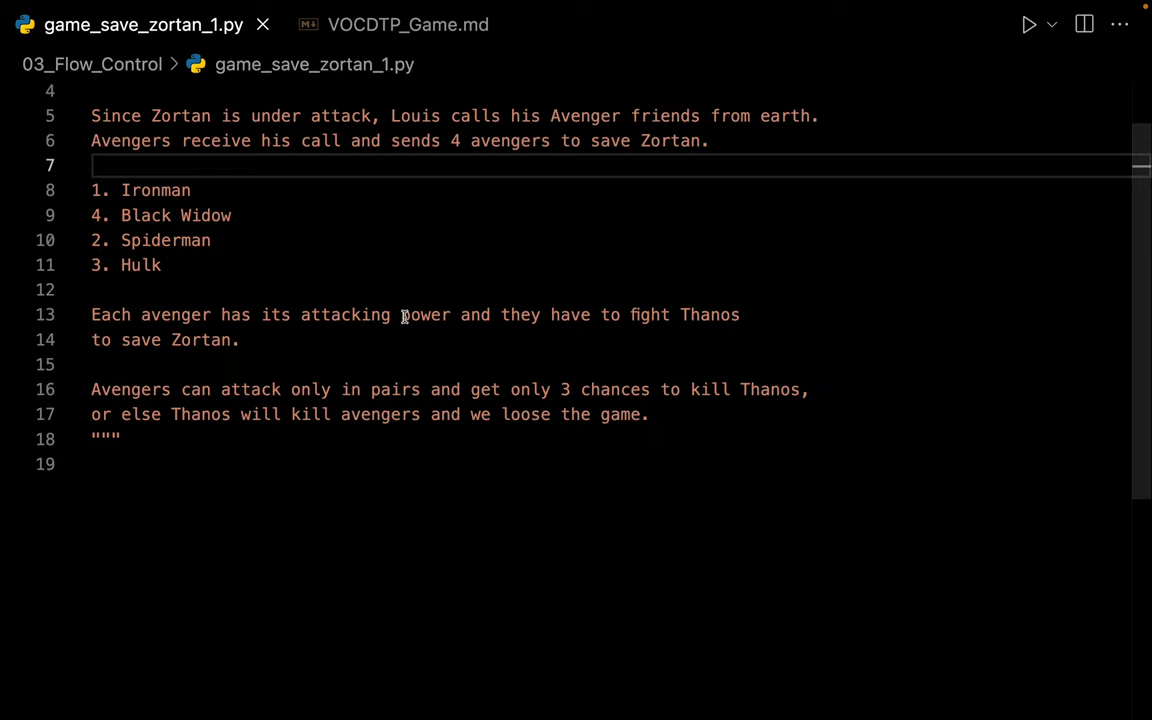 game_save_zortan_1.py
VOCDTP_Game.md
03_Flow_Control > game_save_zortan_1.py
4
5 Since Zortan is under attack, Louis calls his Avenger friends from earth.
6 Avengers receive his call and sends 4 avengers to save Zortan.
7
8 1. Ironman
9 4. Black Widow
10 2. Spiderman
11 3. Hulk
12
13 Each avenger has its attacking power and they have to fight Thanos
14 to save Zortan.
15
16 Avengers can attack only in pairs and get only 3 chances to kill Thanos,
17 or else Thanos will kill avengers and we loose the game.
18 """
19